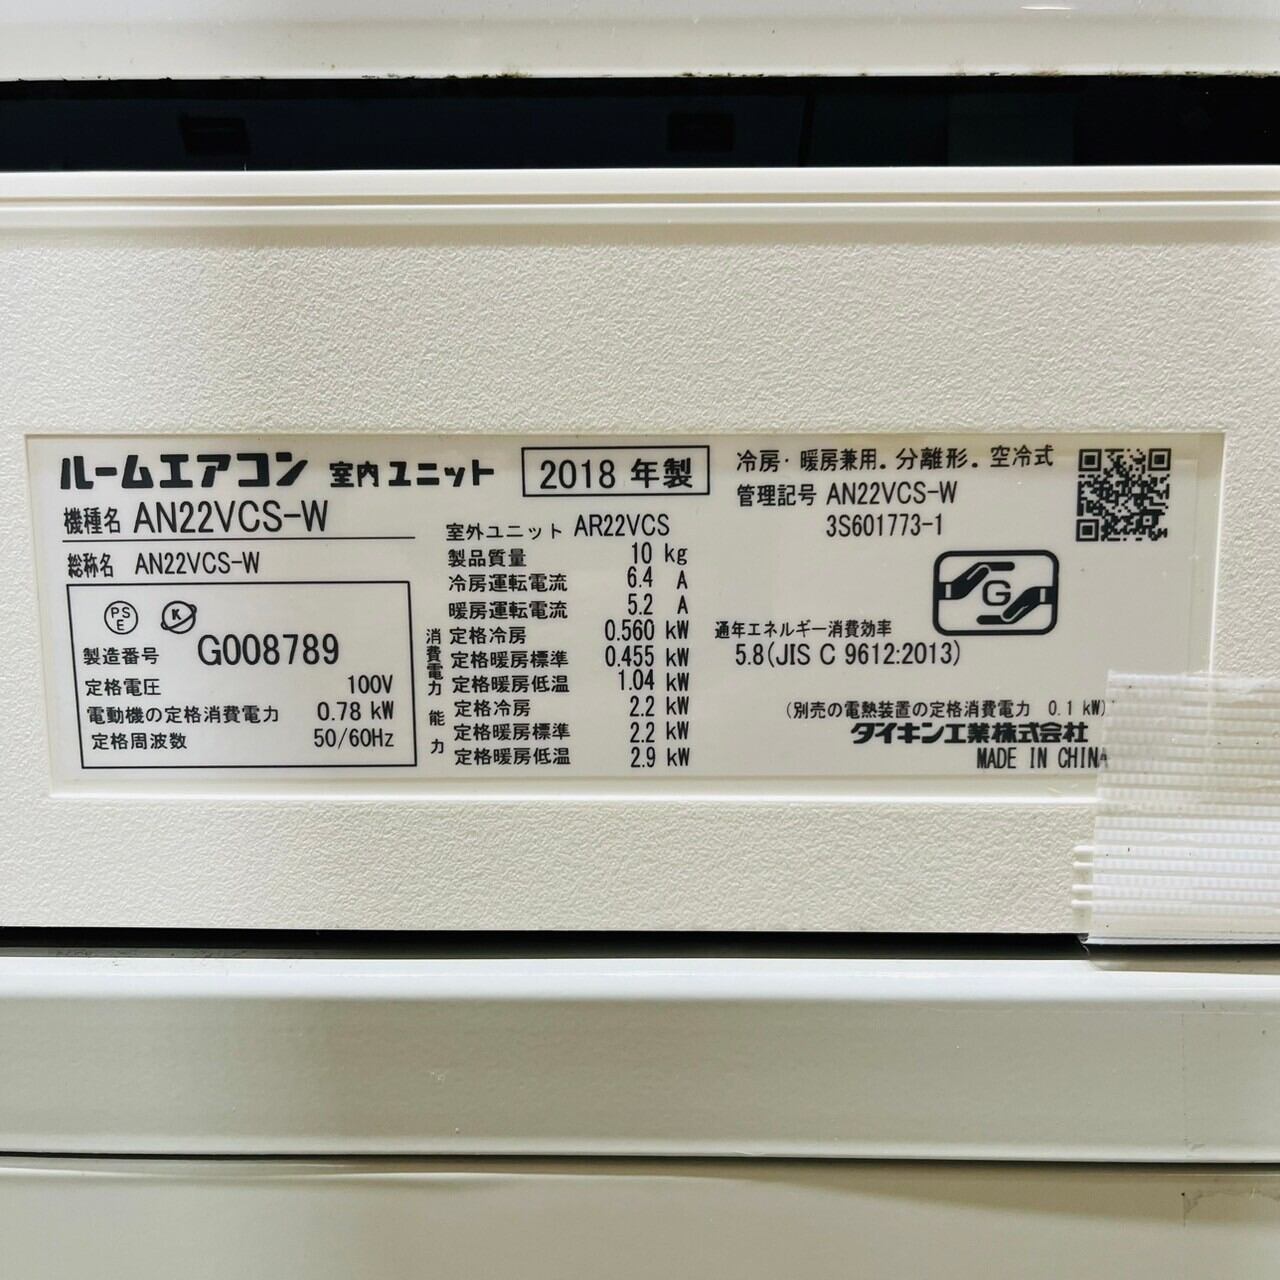 ルームエアコン 室内ユニット 2018 年製
機種名 AN22VCS-W
総称名 AN22VCS-W
PS
E
K
製造番号 G008789
定格電圧 100V
電動機の定格消費電力 0.78 kW
定格周波数 50/60Hz
室外ユニット AR22VCS
製品質量 10 kg
冷房運転電流 6.4 A
暖房運転電流 5.2 A
消費電力
定格冷房 0.560 kW
定格暖房標準 0.455 kW
定格暖房低温 1.04 kW
能力
定格冷房 2.2 kW
定格暖房標準 2.2 kW
定格暖房低温 2.9 kW
冷房・暖房兼用. 分離形. 空冷式
管理記号 AN22VCS-W
3S601773-1
G
通年エネルギー消費効率
5.8(JIS C 9612:2013)
(別売の電熱装置の定格消費電力 0.1 kW)
ダイキン工業株式会社
MADE IN CHINA